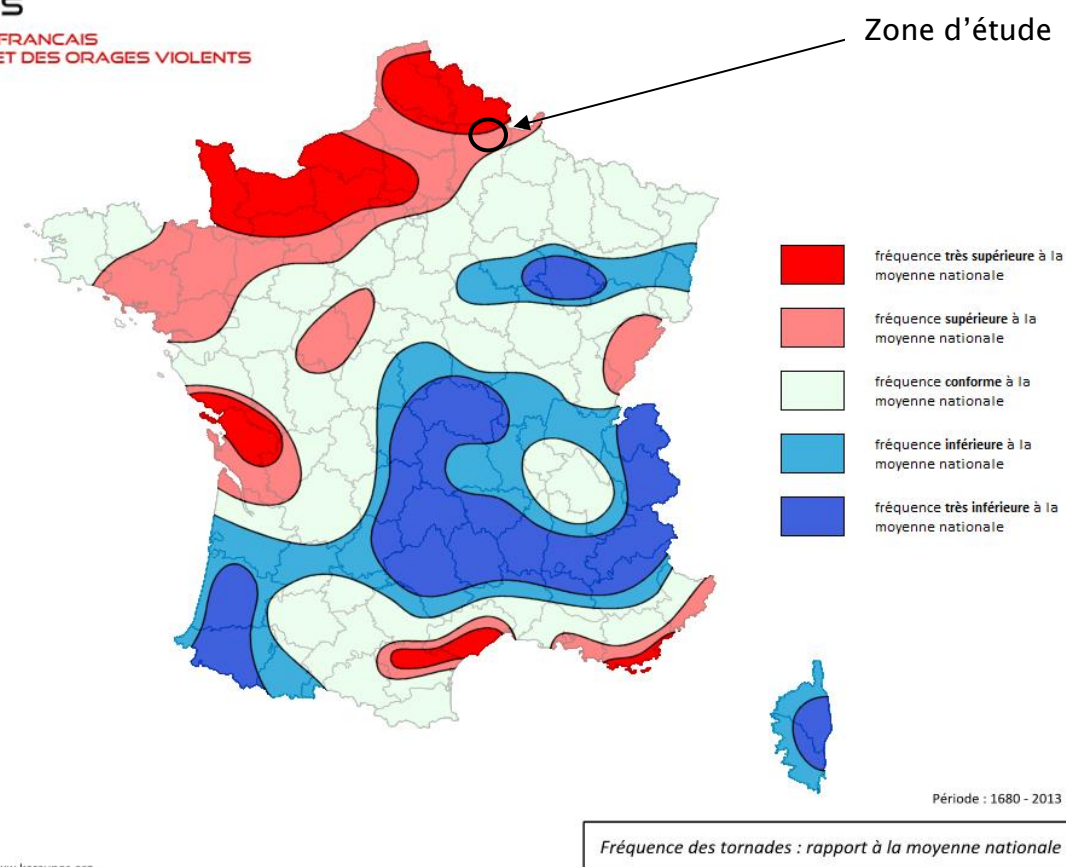 FRANCAIS
ET DES ORAGES VIOLENTS
Zone d'étude
fréquence très supérieure à la
moyenne nationale
fréquence supérieure à la
moyenne nationale
fréquence conforme à la
moyenne nationale
fréquence inférieure à la
moyenne nationale
fréquence très inférieure à la
moyenne nationale
Période : 1680 - 2013
Fréquence des tornades : rapport à la moyenne nationale